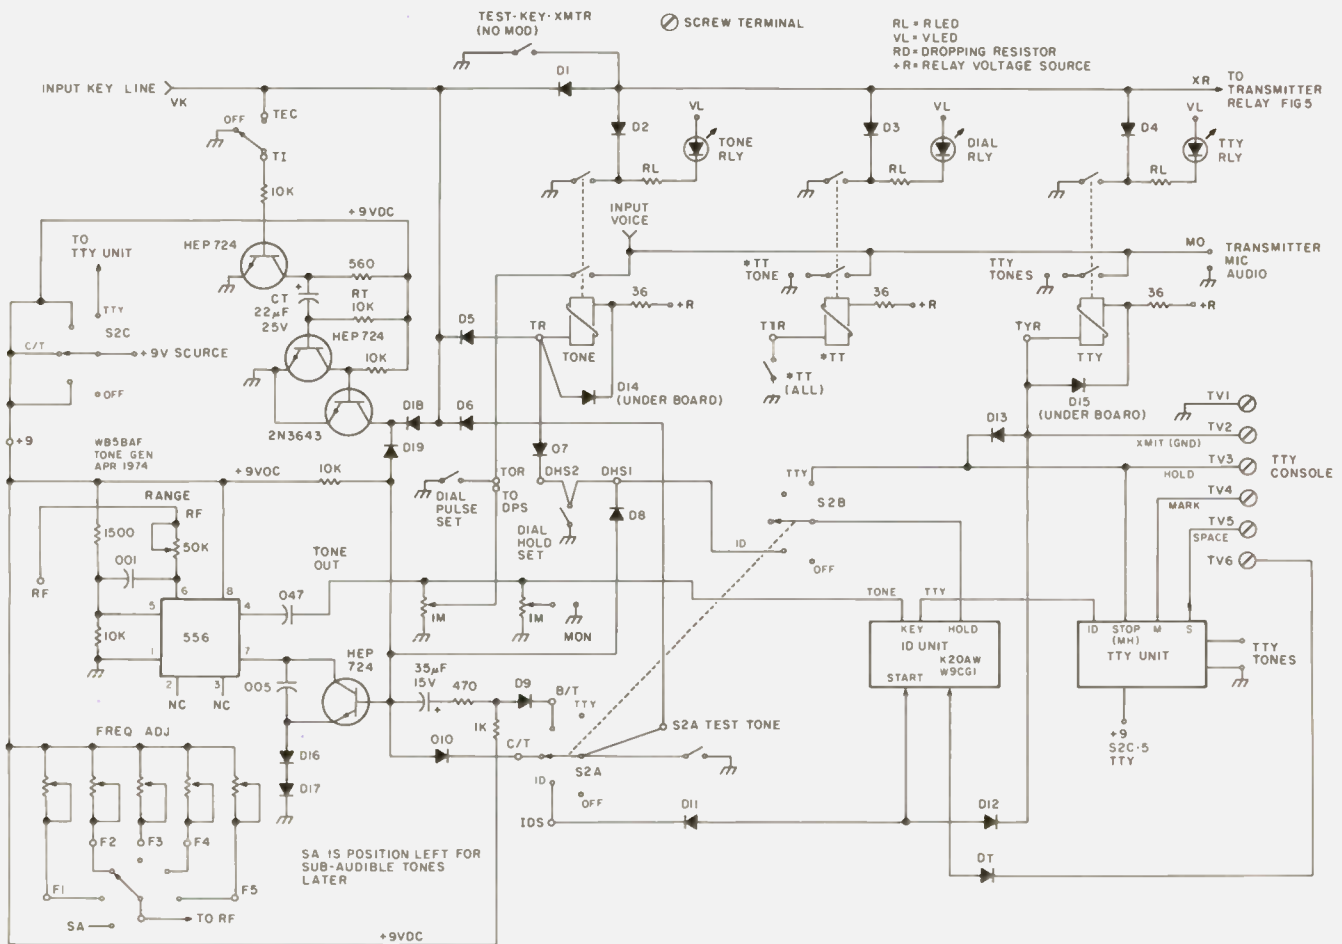 TEST-KEY-XMTR
(NO MOD)
SCREW TERMINAL
RL = RLED
VL = VLED
RD = DROPPING RESISTOR
+R = RELAY VOLTAGE SOURCE
INPUT KEY LINE
VK
D1
XR
TO
TRANSMITTER
RELAY FIG 5
TEC
OFF
TI
10K
D2
VL
TONE
RLY
RL
D3
VL
DIAL
RLY
RL
D4
VL
TTY
RLY
RL
+9VDC
INPUT
VOICE
TO
TTY UNIT
HEP 724
560
CT
22µF
25V
RT
10K
HEP 724
10K
MO
TRANSMITTER
MIC
AUDIO
*TT
TONE
TTY
TONES
36
+R
36
+R
36
+R
TTY
S2C
C/T
+9V SCURCE
OFF
D5
TR
TONE
TTR
*TT
*TT
(ALL)
TYR
TTY
D14
(UNDER BOARD)
D15
(UNDER BOARD)
2N3643
D18
D6
D19
D7
D13
TV1
TV2
XMIT (GND)
TV3
HOLD
TTY
CONSOLE
TV4
MARK
TV5
SPACE
TV6
+9
WB5BAF
TONE GEN
APR 1974
+9VOC
10K
DIAL
PULSE
SET
TOR
TO
DPS
DHS2
DHS1
DIAL
HOLD
SET
D8
TTY
S2B
ID
OFF
RANGE
RF
1500
50K
001
RF
TONE
OUT
6
8
5
4
556
10K
1
7
2
3
NC
NC
047
1M
1M
MON
TONE
TTY
KEY
HOLD
ID UNIT
K2OAW
W9CGI
START
ID
STOP
(MH)
M
S
TTY UNIT
TTY
TONES
005
HEP
724
35µF
15V
470
D9
B/T
TTY
1K
S2A TEST TONE
010
C/T
S2A
ID
OFF
+9
S2C-5
TTY
FREQ ADJ
D16
D17
IDS
D11
D12
DT
F2
F3
F4
F1
F5
SA
TO RF
SA IS POSITION LEFT FOR
SUB-AUDIBLE TONES
LATER
+9VDC